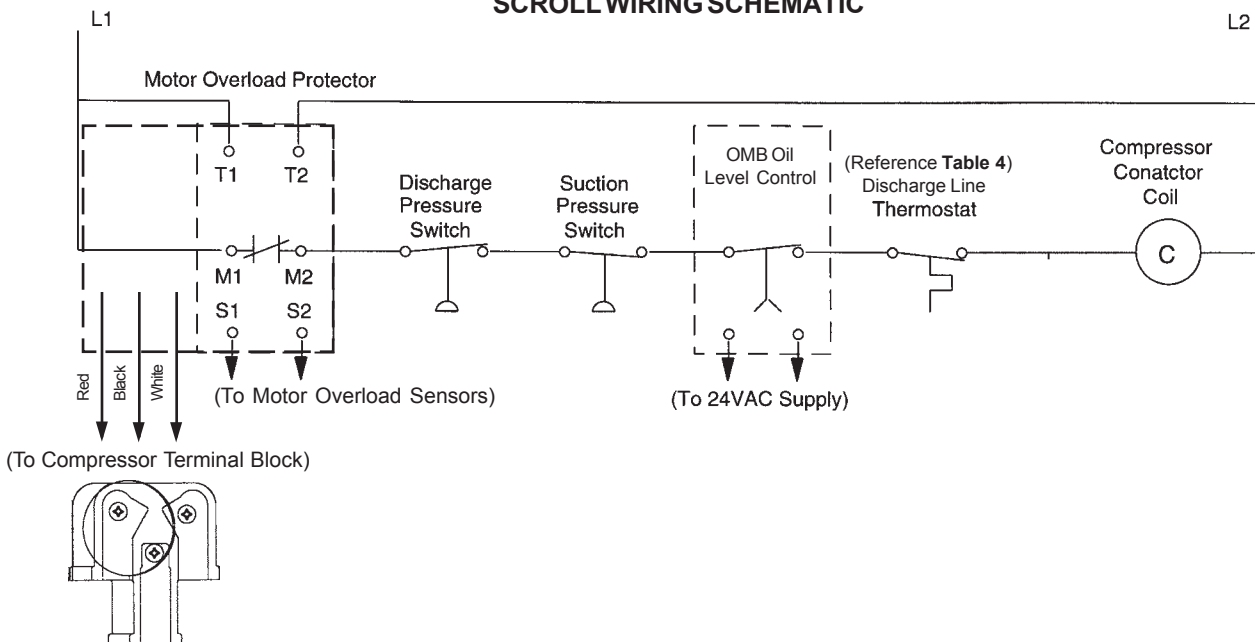 SCROLL WIRING SCHEMATIC
L1
L2
Motor Overload Protector
T1
T2
OMB Oil
Level Control
(Reference Table 4)
Discharge Line
Thermostat
Compressor
Conatctor
Coil
Discharge
Pressure
Switch
Suction
Pressure
Switch
M1
M2
C
S1
S2
Red
Black
White
(To Motor Overload Sensors)
(To 24VAC Supply)
(To Compressor Terminal Block)